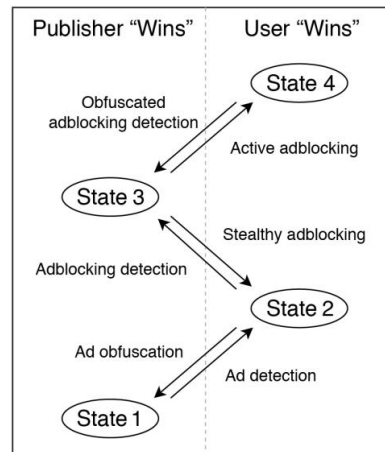 Publisher “Wins”
User “Wins”
State 4
Obfuscated
adblocking detection
Active adblocking
State 3
Stealthy adblocking
Adblocking detection
State 2
Ad obfuscation
Ad detection
State 1